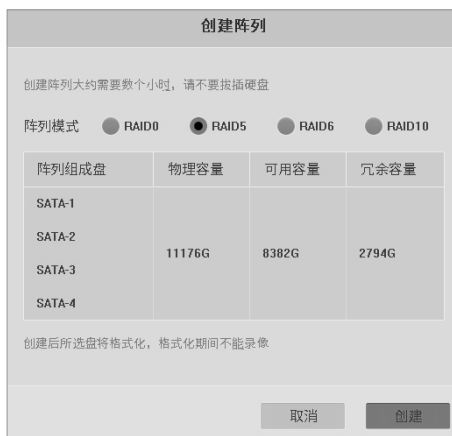 创建阵列
创建阵列大约需要数个小时，请不要拔插硬盘
阵列模式 RAID0 RAID5 RAID6 RAID10
阵列组成盘 物理容量 可用容量 冗余容量
SATA-1
SATA-2
11176G 8382G 2794G
SATA-3
SATA-4
创建后所选盘将格式化，格式化期间不能录像
取消 创建